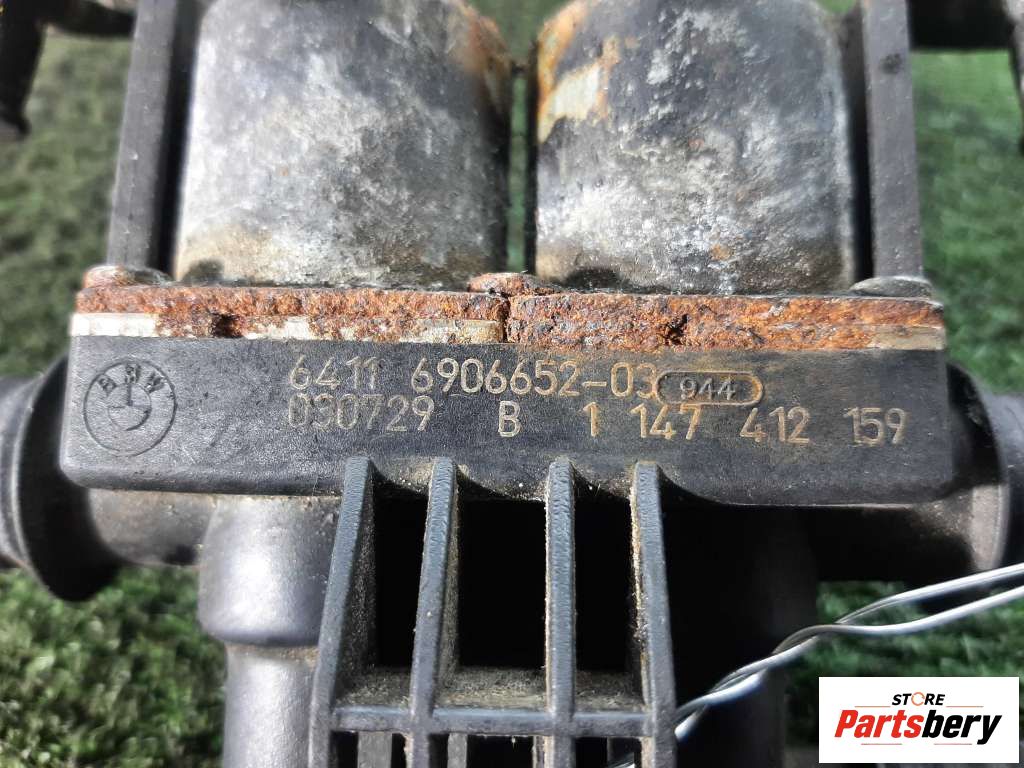 BMW
6411 6906652-03 944
030729 B 1 147 412 159
STORE
Partsbery